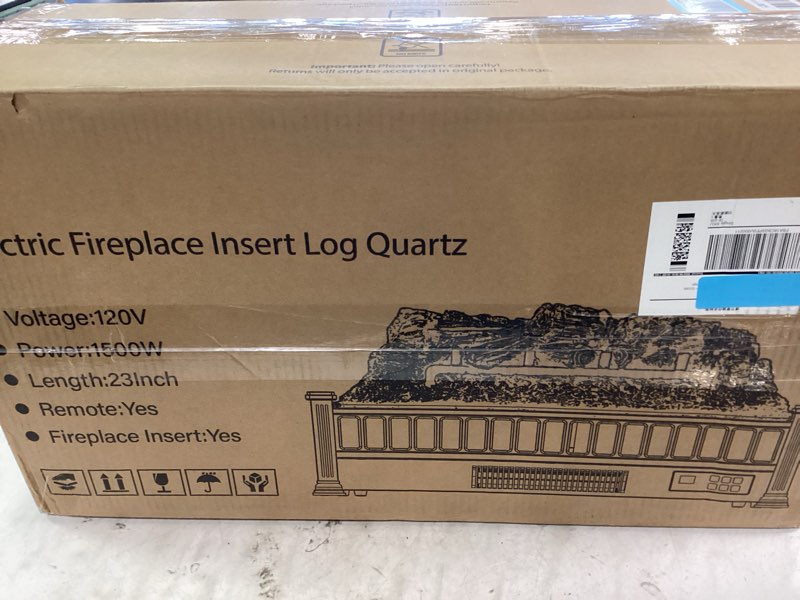 Important: Please open carefully!
Returns will only be accepted in original package.
ctric Fireplace Insert Log Quartz
Voltage:120V
Power:1500W
Length:23Inch
Remote:Yes
Fireplace Insert:Yes